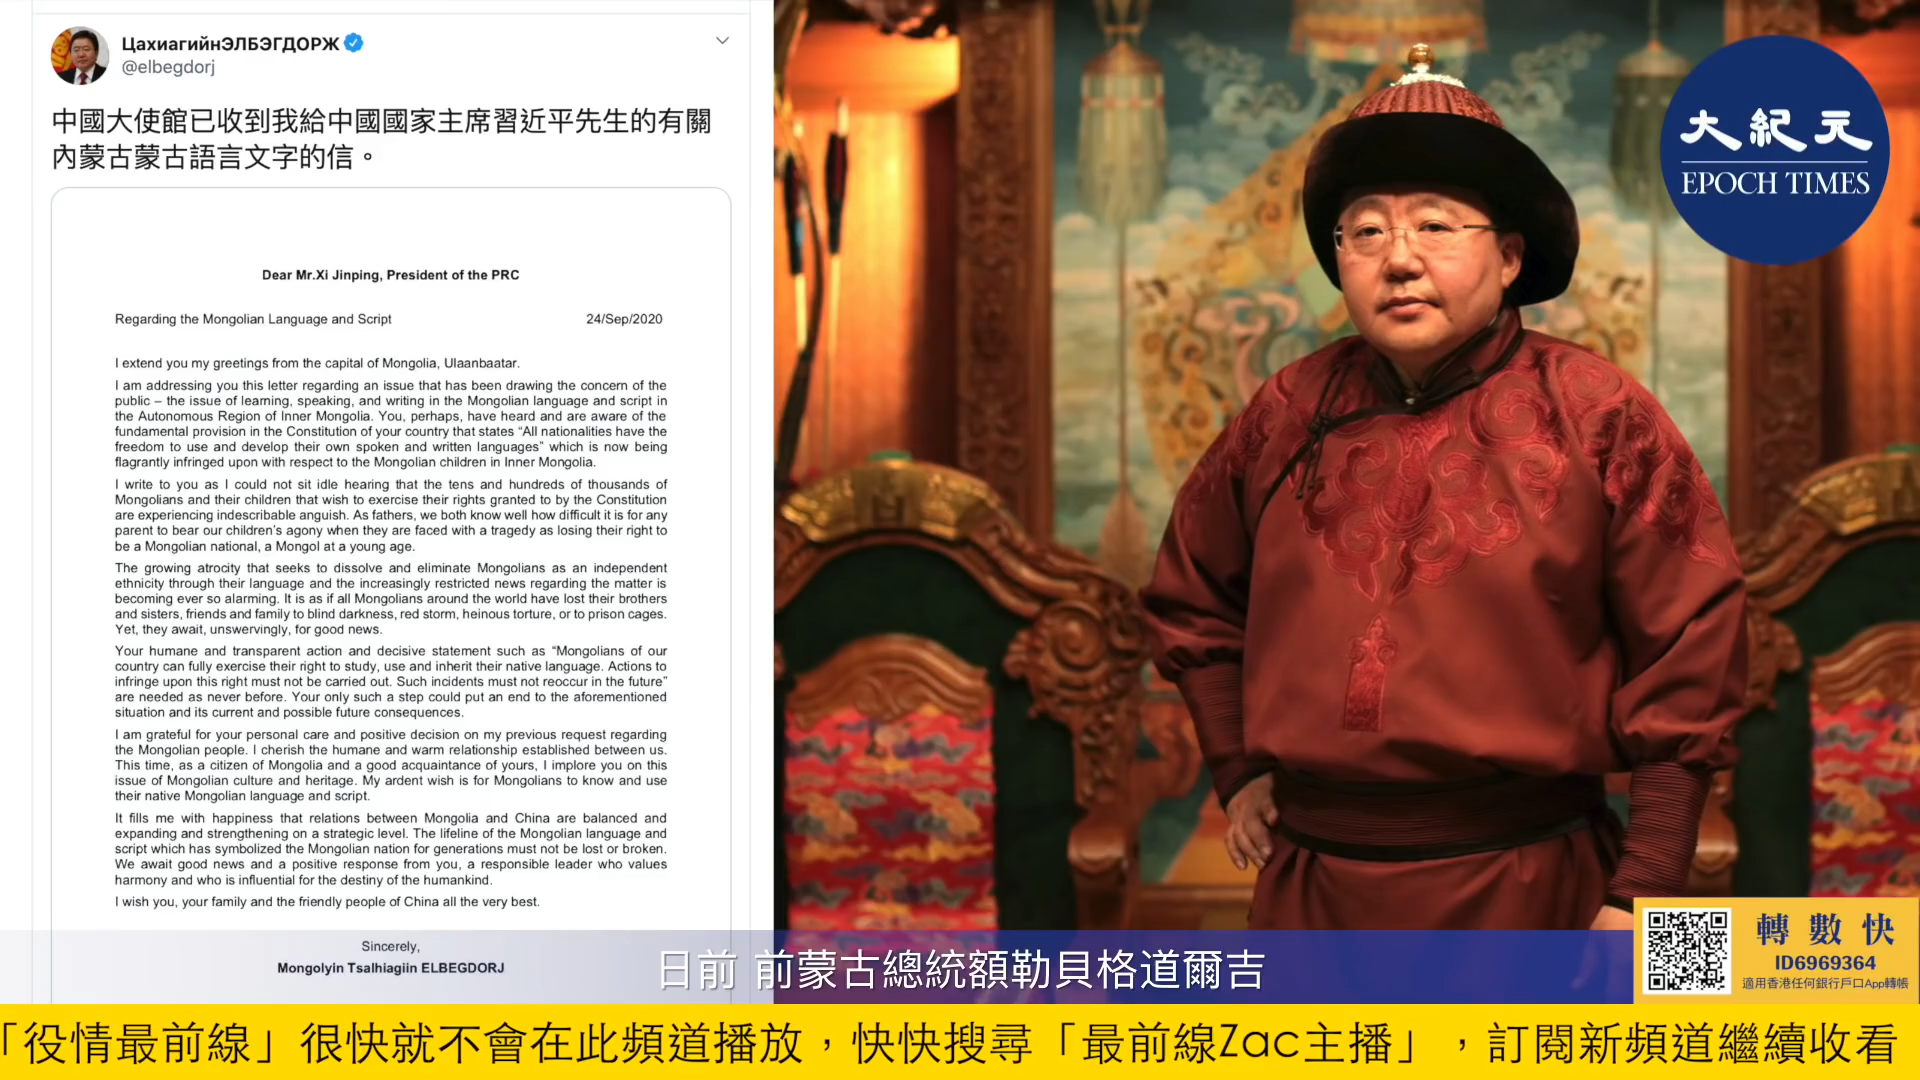 ЦахиагийнЭЛБЭГДОРЖ
@elbegdorj
中國大使館已收到我給中國國家主席習近平先生的有關
內蒙古蒙古語言文字的信。
Dear Mr.Xi Jinping, President of the PRC
Regarding the Mongolian Language and Script 24/Sep/2020
I extend you my greetings from the capital of Mongolia, Ulaanbaatar.
I am addressing you this letter regarding an issue that has been drawing the concern of the
public – the issue of learning, speaking, and writing in the Mongolian language and script in
the Autonomous Region of Inner Mongolia. You, perhaps, have heard and are aware of the
fundamental provision in the Constitution of your country that states “All nationalities have the
freedom to use and develop their own spoken and written languages” which is now being
flagrantly infringed upon with respect to the Mongolian children in Inner Mongolia.
I write to you as I could not sit idle hearing that the tens and hundreds of thousands of
Mongolians and their children that wish to exercise their rights granted to by the Constitution
are experiencing indescribable anguish. As fathers, we both know well how difficult it is for any
parent to bear our children’s agony when they are faced with a tragedy as losing their right to
be a Mongolian national, a Mongol at a young age.
The growing atrocity that seeks to dissolve and eliminate Mongolians as an independent
ethnicity through their language and the increasingly restricted news regarding the matter is
becoming ever so alarming. It is as if all Mongolians around the world have lost their brothers
and sisters, friends and family to blind darkness, red storm, heinous torture, or to prison cages.
Yet, they await, unswervingly, for good news.
Your humane and transparent action and decisive statement such as “Mongolians of our
country can fully exercise their right to study, use and inherit their native language. Actions to
infringe upon this right must not be carried out. Such incidents must not reoccur in the future”
are needed as never before. Your only such a step could put an end to the aforementioned
situation and its current and possible future consequences.
I am grateful for your personal care and positive decision on my previous request regarding
the Mongolian people. I cherish the humane and warm relationship established between us.
This time, as a citizen of Mongolia and a good acquaintance of yours, I implore you on this
issue of Mongolian culture and heritage. My ardent wish is for Mongolians to know and use
their native Mongolian language and script.
It fills me with happiness that relations between Mongolia and China are balanced and
expanding and strengthening on a strategic level. The lifeline of the Mongolian language and
script which has symbolized the Mongolian nation for generations must not be lost or broken.
We await good news and a positive response from you, a responsible leader who values
harmony and who is influential for the destiny of the humankind.
I wish you, your family and the friendly people of China all the very best.
Sincerely,
Mongolyin Tsalhiagiin ELBEGDORJ
大紀元
EPOCH TIMES
日前 前蒙古總統額勒貝格道爾吉
轉數快
ID6969364
適用香港任何銀行戶口App轉帳
「役情最前線」很快就不會在此頻道播放，快快搜尋「最前線Zac主播」，訂閱新頻道繼續收看